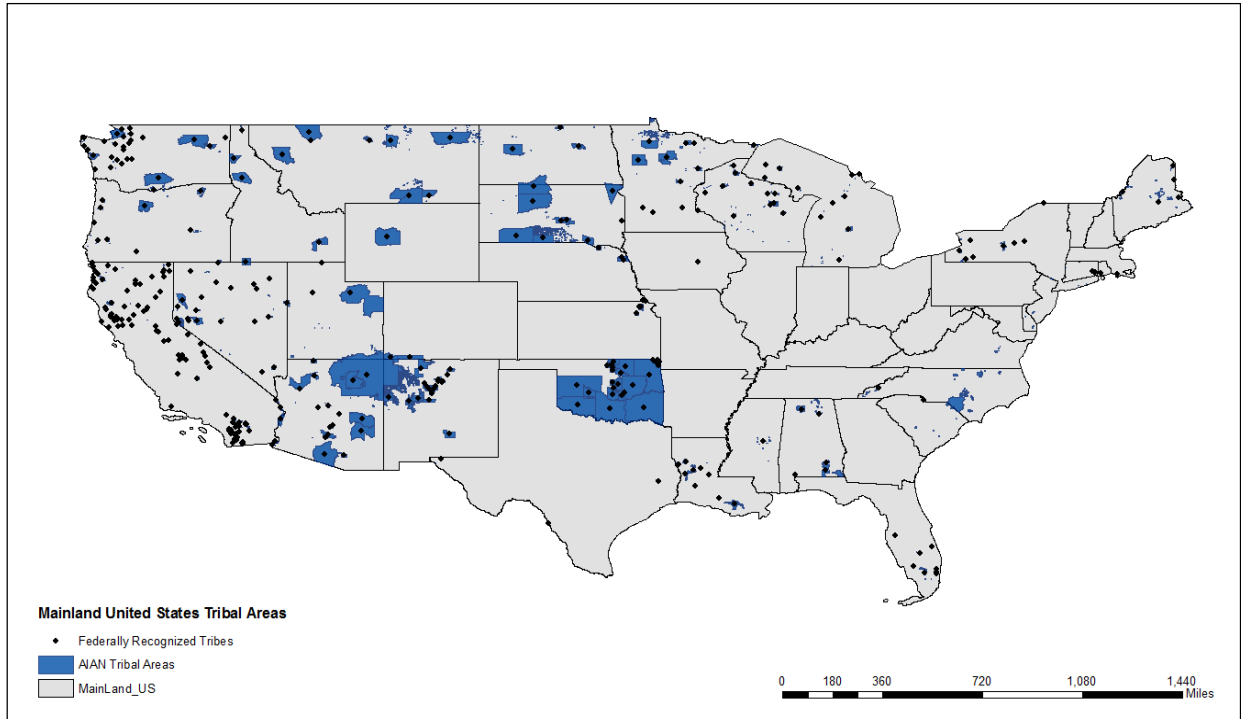 Mainland United States Tribal Areas
Federally Recognized Tribes
AIAN Tribal Areas
MainLand_US
0 180 360 720 1,080 1,440
Miles